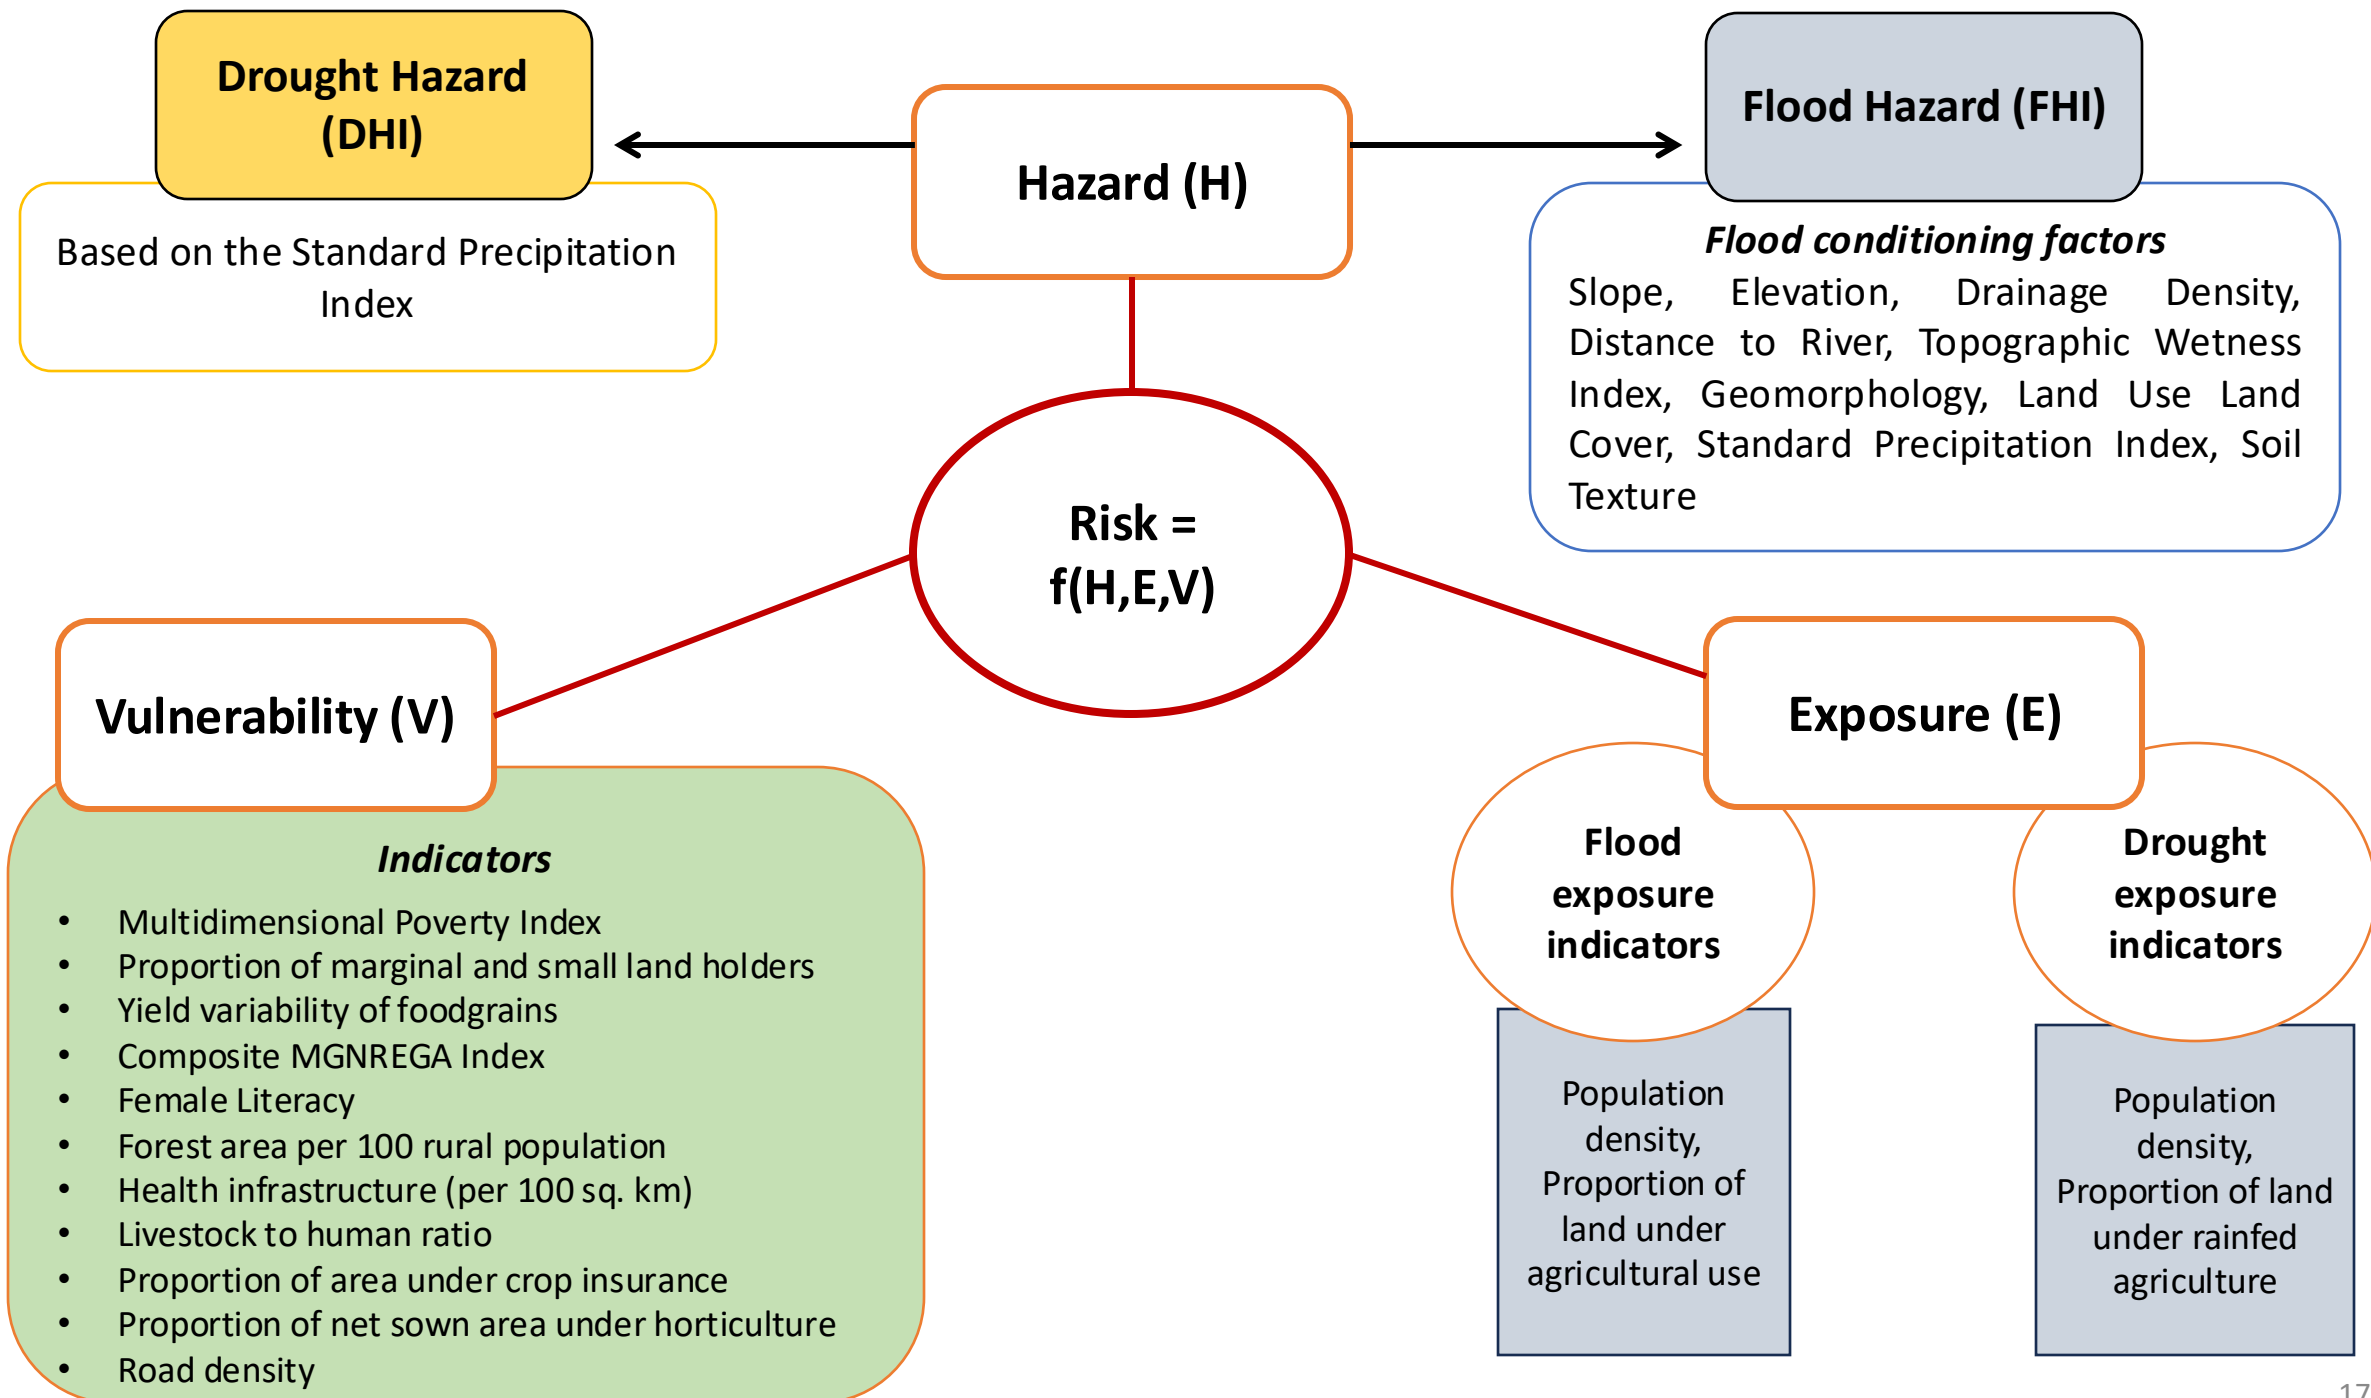 Drought Hazard
(DHI)
Based on the Standard Precipitation
Index
Hazard (H)
Flood Hazard (FHI)
Flood conditioning factors
Slope, Elevation, Drainage Density,
Distance to River, Topographic Wetness
Index, Geomorphology, Land Use Land
Cover, Standard Precipitation Index, Soil
Texture
Risk =
f(H,E,V)
Vulnerability (V)
Indicators
• Multidimensional Poverty Index
• Proportion of marginal and small land holders
• Yield variability of foodgrains
• Composite MGNREGA Index
• Female Literacy
• Forest area per 100 rural population
• Health infrastructure (per 100 sq. km)
• Livestock to human ratio
• Proportion of area under crop insurance
• Proportion of net sown area under horticulture
• Road density
Exposure (E)
Flood
exposure
indicators
Population
density,
Proportion of
land under
agricultural use
Drought
exposure
indicators
Population
density,
Proportion of land
under rainfed
agriculture
17